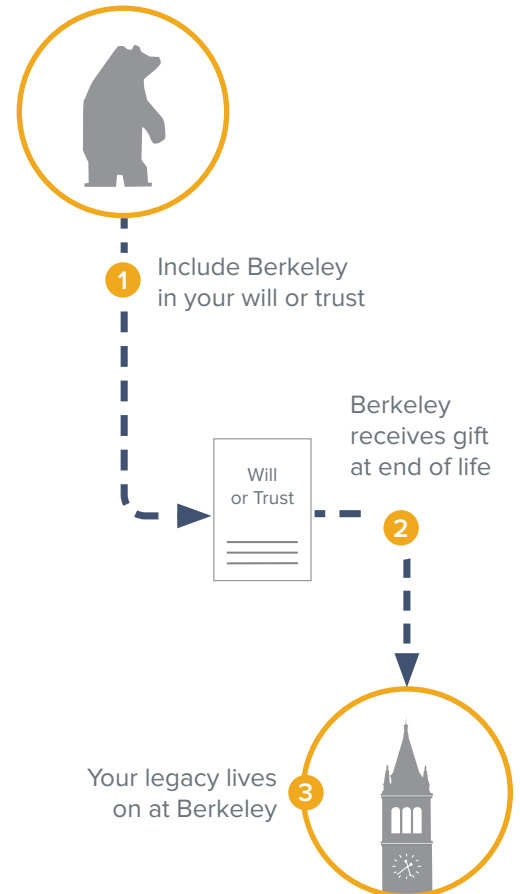 1
Include Berkeley
in your will or trust
Will
or Trust
Berkeley
receives gift
at end of life
2
Your legacy lives
on at Berkeley
3